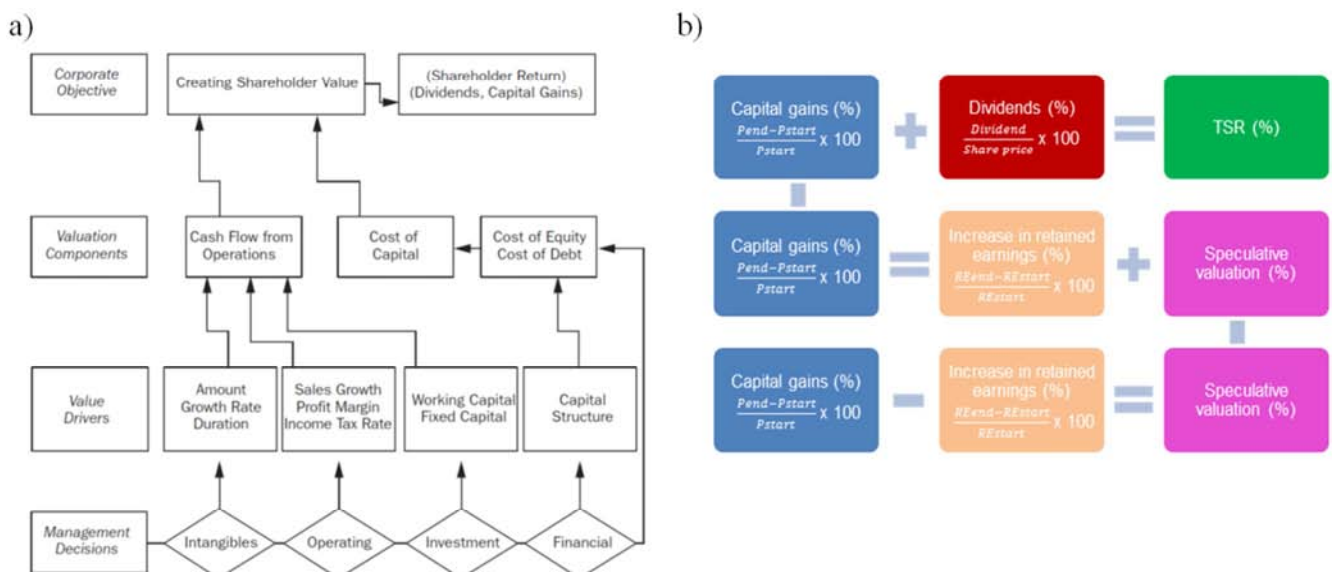 a)
Corporate
Objective
Creating Shareholder Value
(Shareholder Return)
(Dividends, Capital Gains)
Valuation
Components
Cash Flow from
Operations
Cost of
Capital
Cost of Equity
Cost of Debt
Value
Drivers
Amount
Growth Rate
Duration
Sales Growth
Profit Margin
Income Tax Rate
Working Capital
Fixed Capital
Capital
Structure
Management
Decisions
Intangibles
Operating
Investment
Financial
b)
Capital gains (%)
Pend-Pstart
Pstart
x 100
+
Dividends (%)
Dividend
Share price
x 100
=
TSR (%)
Capital gains (%)
Pend-Pstart
Pstart
x 100
=
Increase in retained
earnings (%)
REend-REstart
REstart
x 100
+
Speculative
valuation (%)
Capital gains (%)
Pend-Pstart
Pstart
x 100
-
Increase in retained
earnings (%)
REend-REstart
REstart
x 100
=
Speculative
valuation (%)